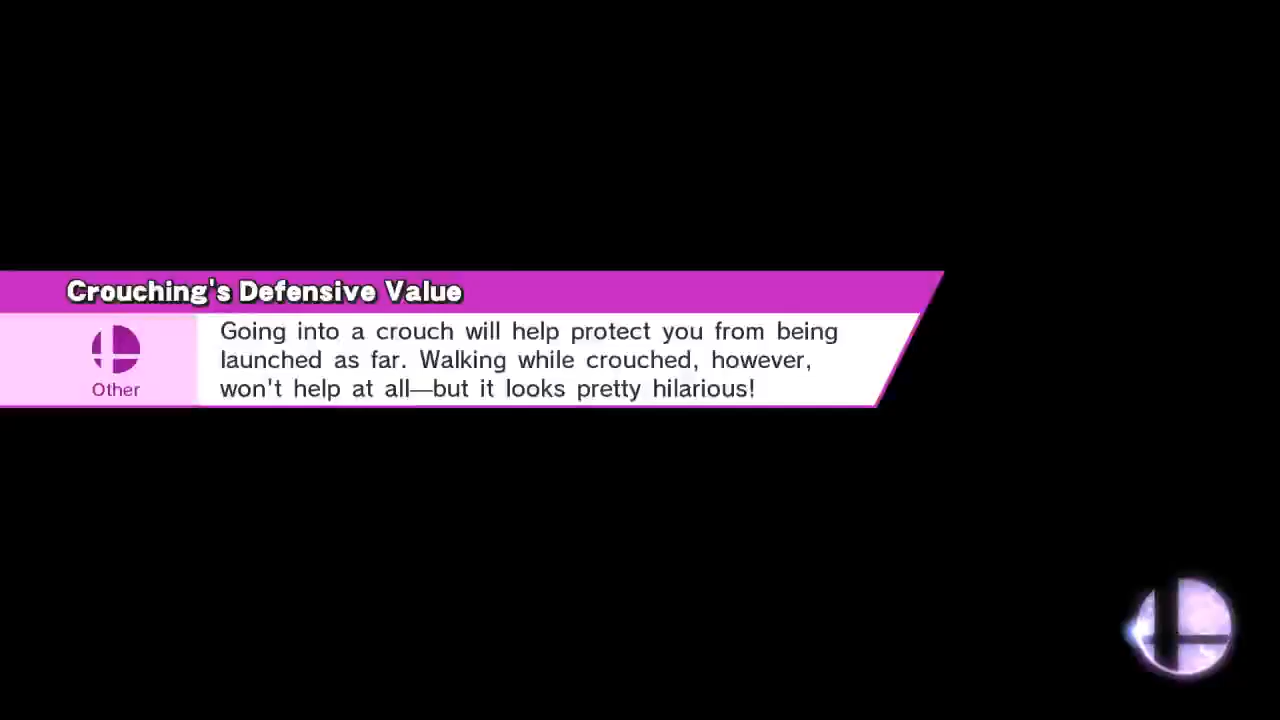 Crouching's Defensive Value
Other
Going into a crouch will help protect you from being
launched as far. Walking while crouched, however,
won't help at all—but it looks pretty hilarious!